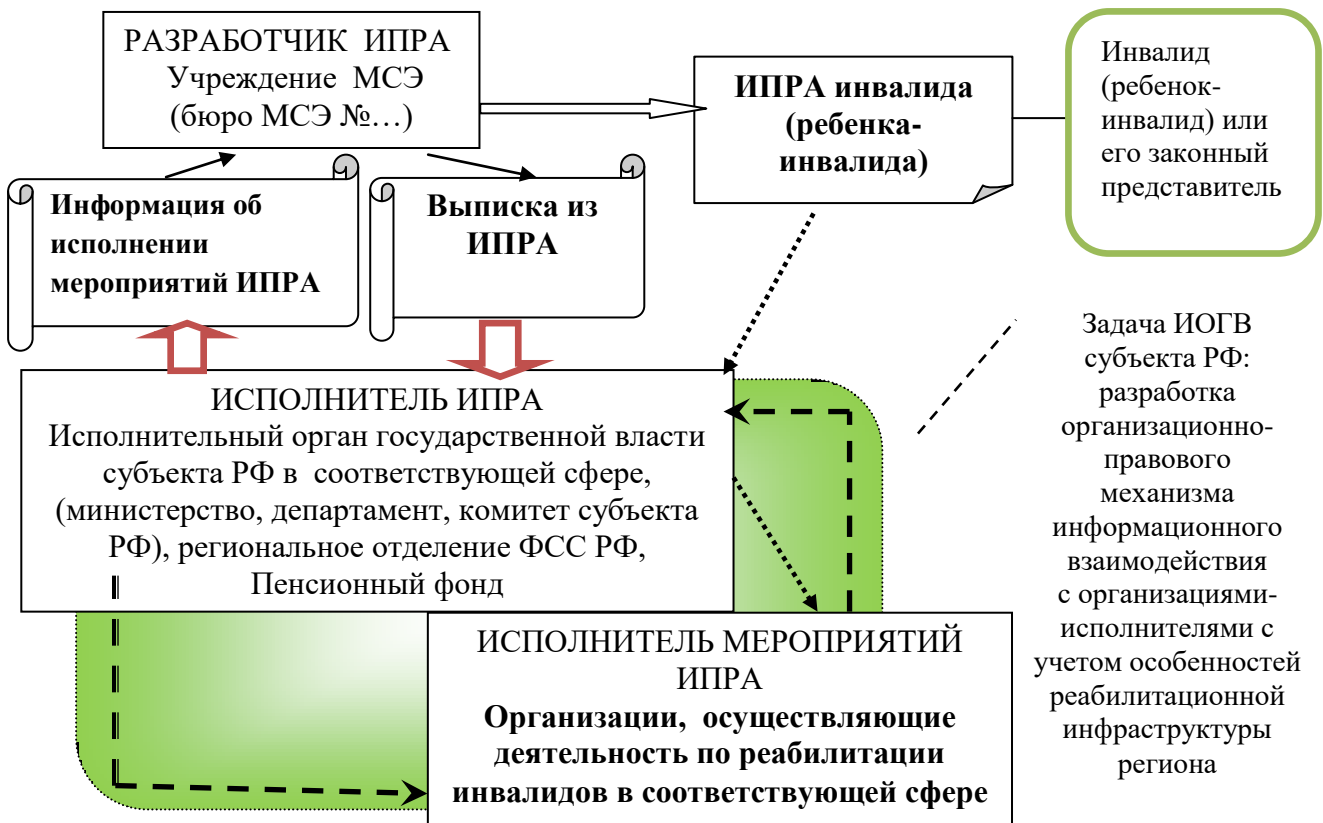 РАЗРАБОТЧИК ИПРА
Учреждение МСЭ
(бюро МСЭ №…)
ИПРА инвалида
(ребенка-
инвалида)
Инвалид
(ребенок-
инвалид) или
его законный
представитель
Информация об
исполнении
мероприятий ИПРА
Выписка из
ИПРА
ИСПОЛНИТЕЛЬ ИПРА
Исполнительный орган государственной власти
субъекта РФ в соответствующей сфере,
(министерство, департамент, комитет субъекта
РФ), региональное отделение ФСС РФ,
Пенсионный фонд
Задача ИОГВ
субъекта РФ:
разработка
организационно-
правового
механизма
информационного
взаимодействия
с организациями-
исполнителями с
учетом особенностей
реабилитационной
инфраструктуры
региона
ИСПОЛНИТЕЛЬ МЕРОПРИЯТИЙ
ИПРА
Организации, осуществляющие
деятельность по реабилитации
инвалидов в соответствующей сфере